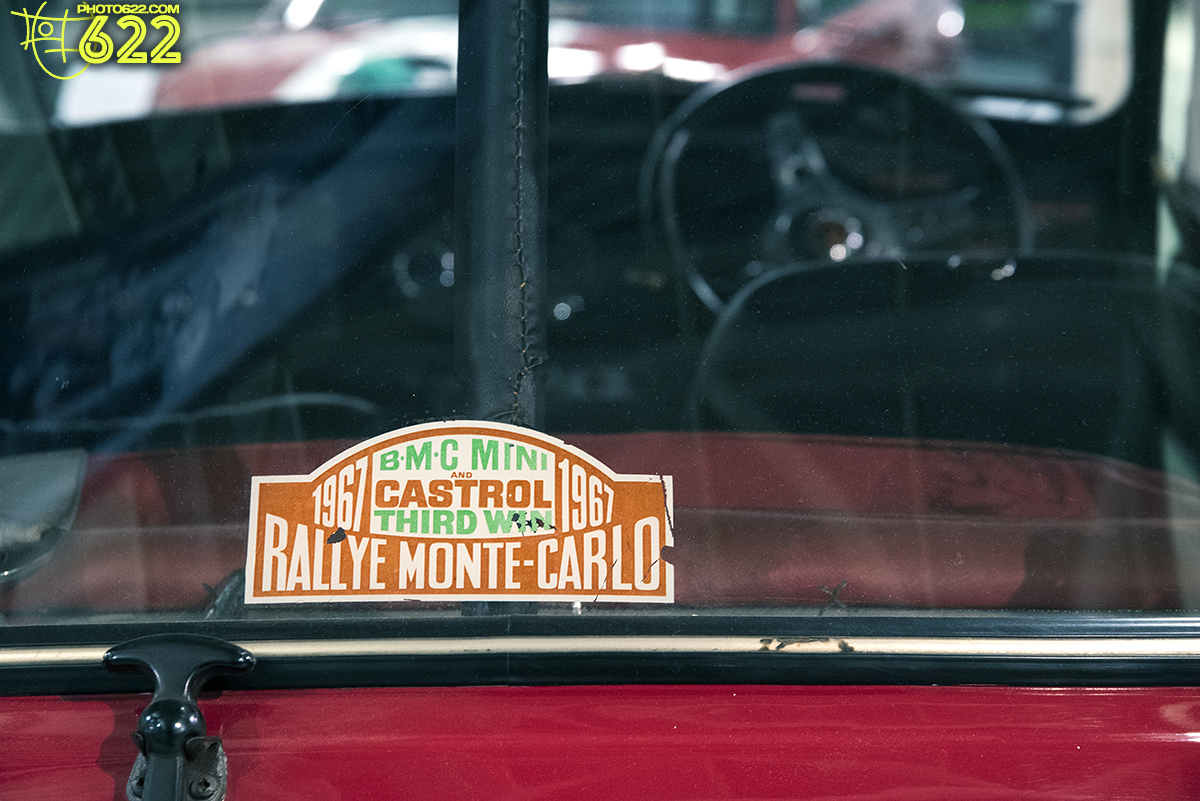 PHOTO622.COM
622
B·M·C MINI
AND
1967 CASTROL 1967
THIRD WIN
RALLYE MONTE-CARLO